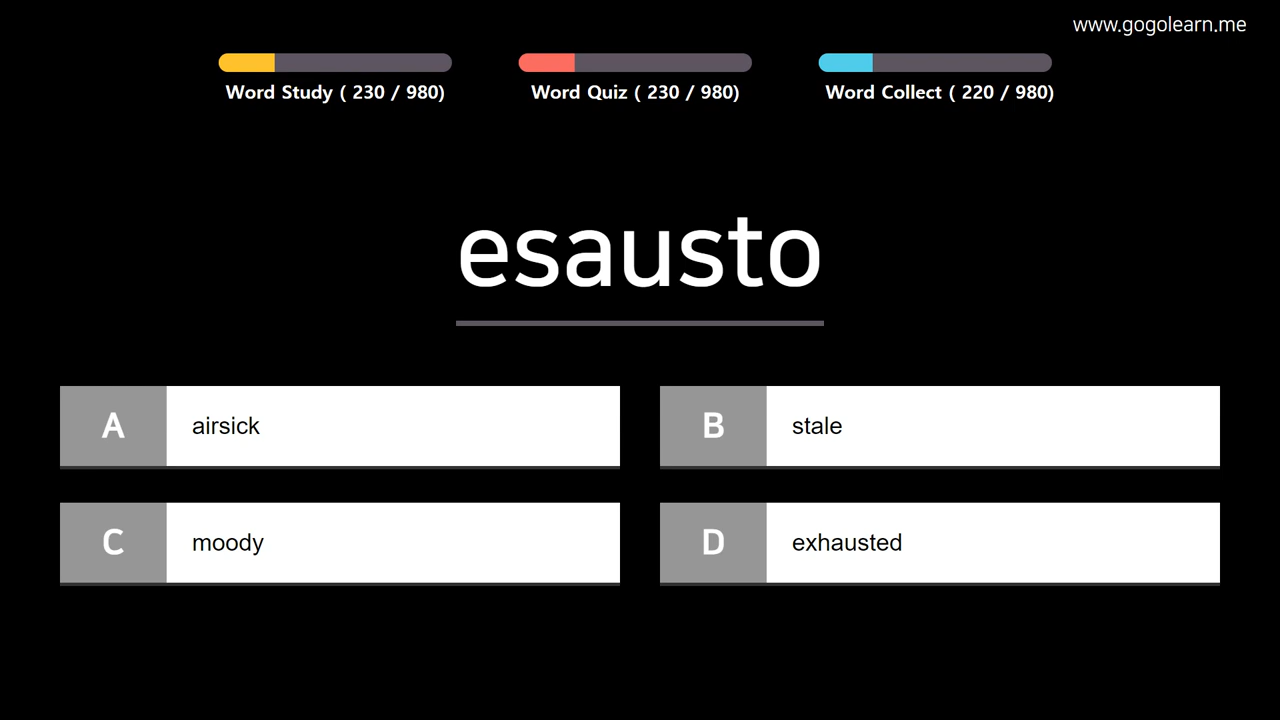 www.gogolearn.me
Word Study ( 230 / 980)
Word Quiz ( 230 / 980)
Word Collect ( 220 / 980)
esausto
A airsick
B stale
C moody
D exhausted